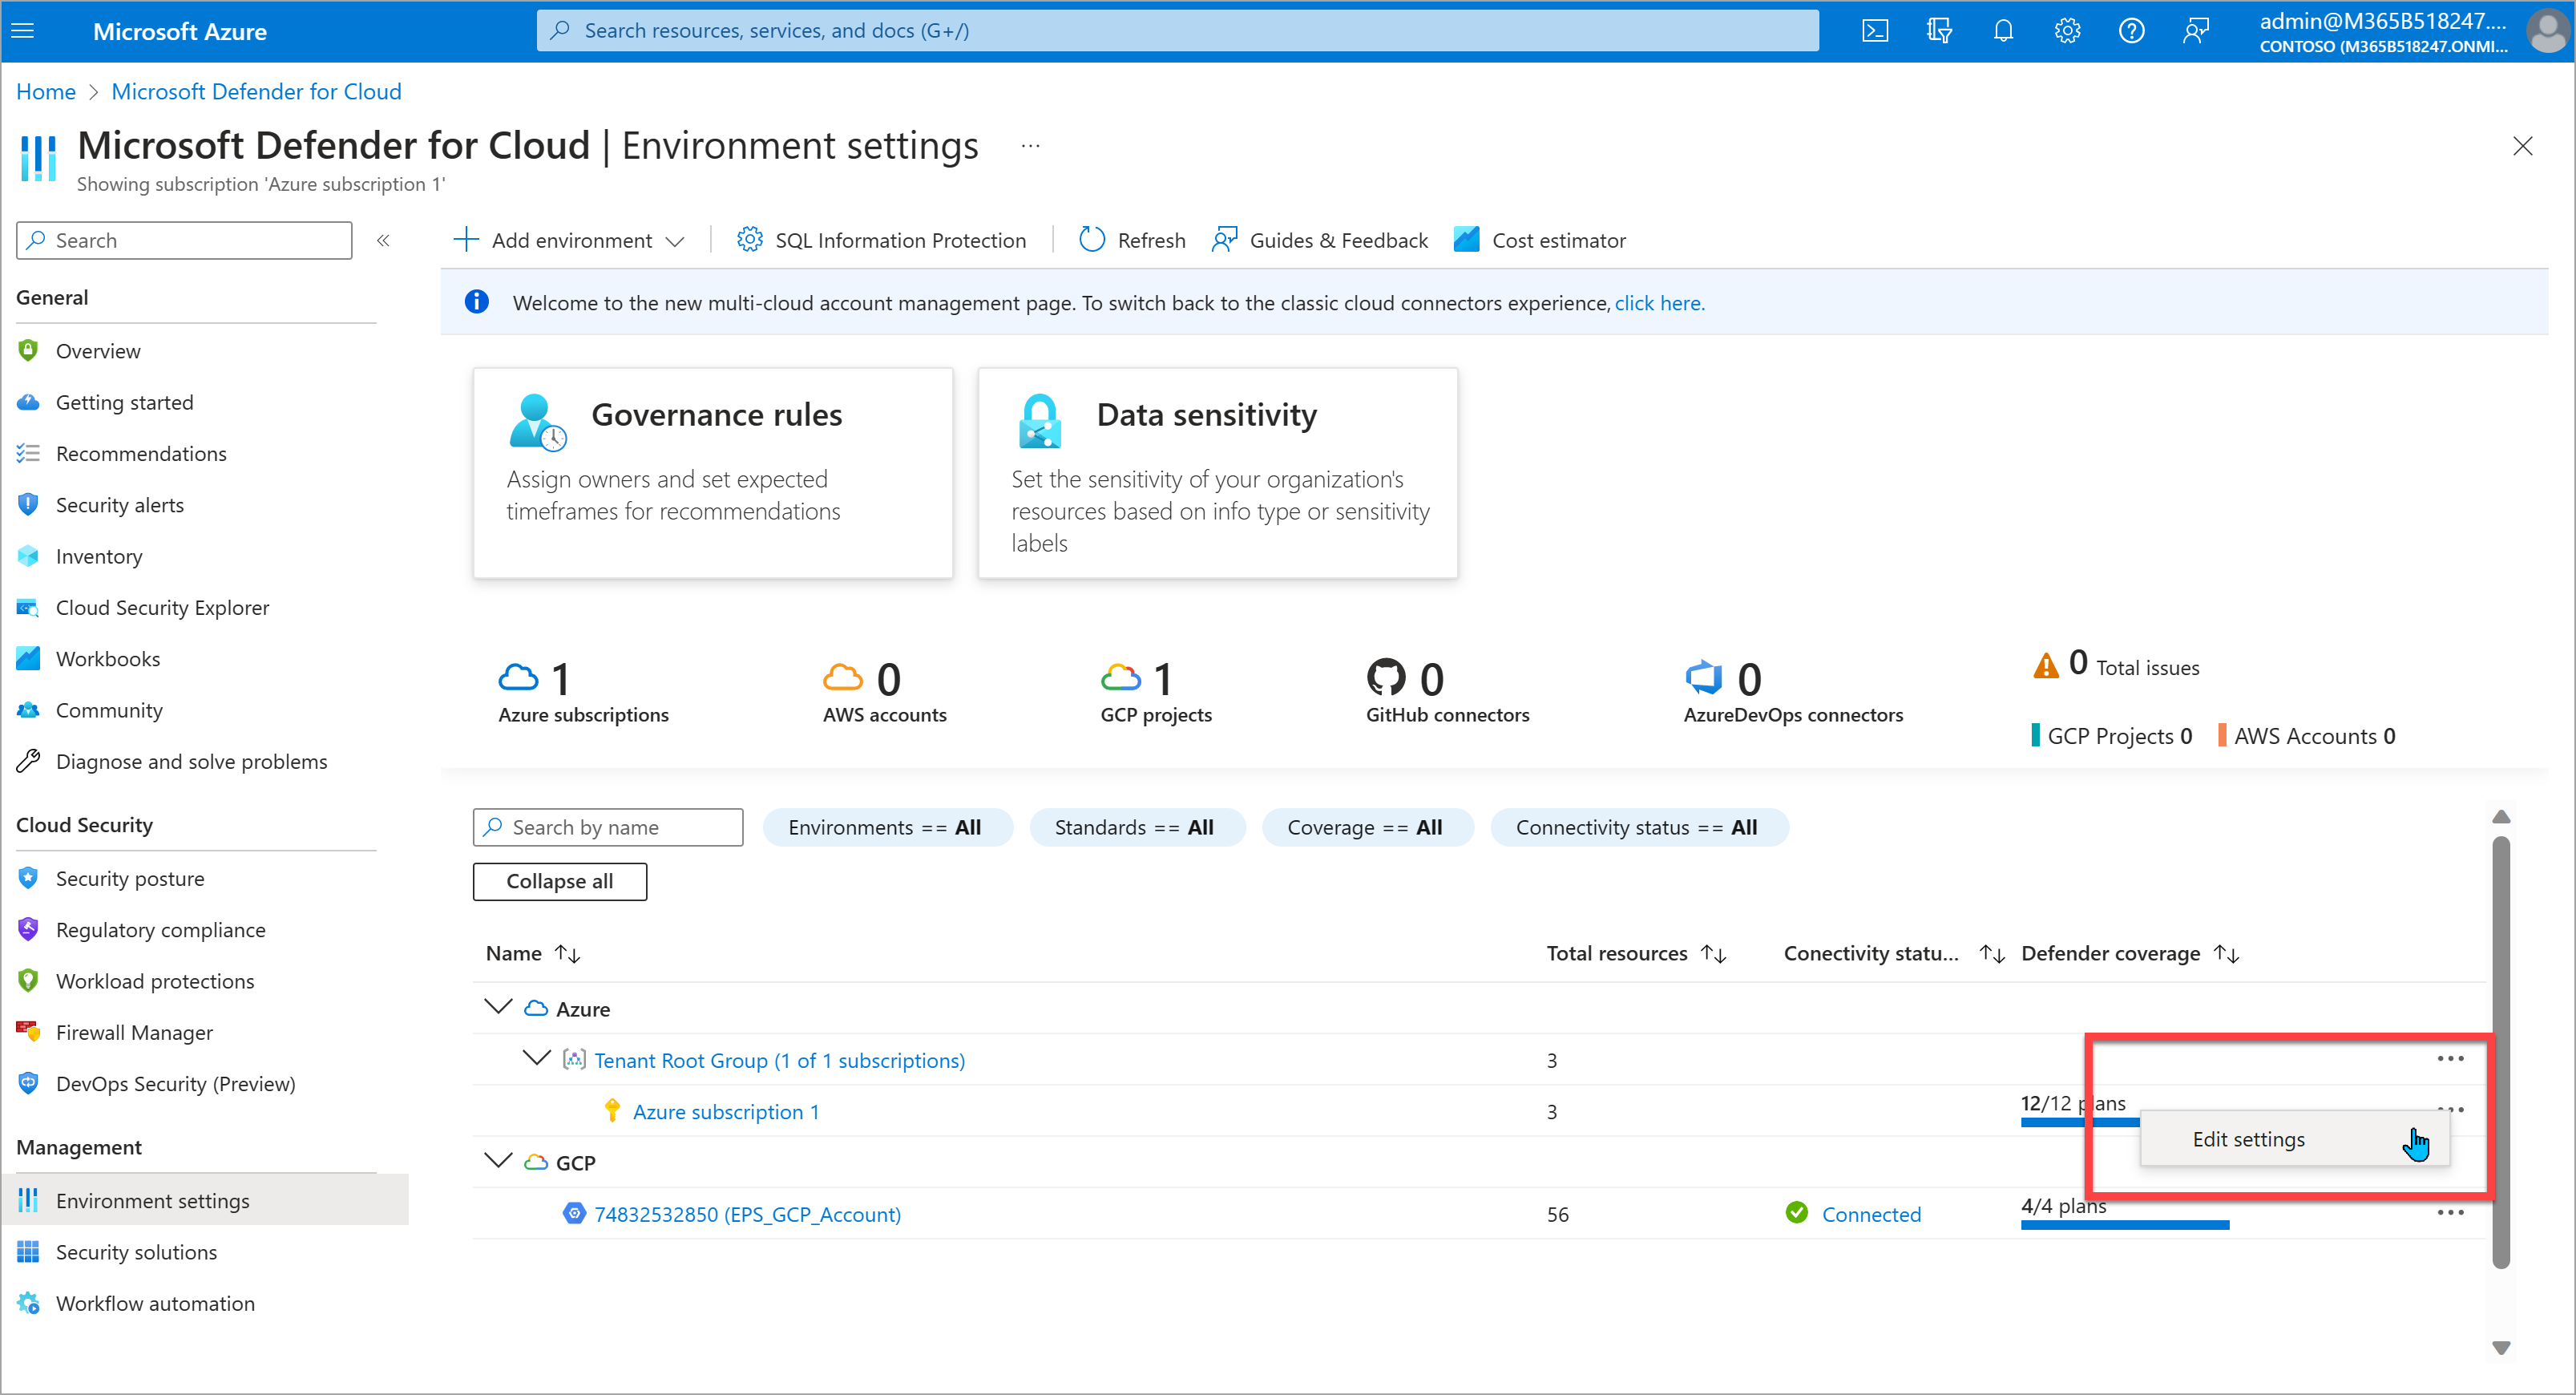 Microsoft Azure
Search resources, services, and docs (G+/)
admin@M365B518247....
CONTOSO (M365B518247.ONMI...
Home > Microsoft Defender for Cloud
Microsoft Defender for Cloud | Environment settings ...
Showing subscription 'Azure subscription 1'
Search
«
General
Overview
Getting started
Recommendations
Security alerts
Inventory
Cloud Security Explorer
Workbooks
Community
Diagnose and solve problems
Cloud Security
Security posture
Regulatory compliance
Workload protections
Firewall Manager
DevOps Security (Preview)
Management
Environment settings
Security solutions
Workflow automation
Add environment
SQL Information Protection
Refresh
Guides & Feedback
Cost estimator
Welcome to the new multi-cloud account management page. To switch back to the classic cloud connectors experience, click here.
Governance rules
Assign owners and set expected
timeframes for recommendations
Data sensitivity
Set the sensitivity of your organization's
resources based on info type or sensitivity
labels
1
Azure subscriptions
0
AWS accounts
1
GCP projects
0
GitHub connectors
0
AzureDevOps connectors
0 Total issues
GCP Projects 0
AWS Accounts 0
Search by name
Environments == All
Standards == All
Coverage == All
Connectivity status == All
Collapse all
Name ↑↓
Total resources ↑↓
Conectivity statu... ↑↓
Defender coverage ↑↓
Azure
Tenant Root Group (1 of 1 subscriptions)
3
Azure subscription 1
3
12/12 plans
Edit settings
GCP
74832532850 (EPS_GCP_Account)
56
Connected
4/4 plans